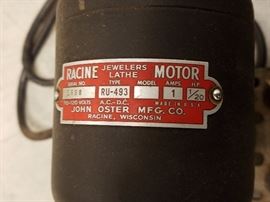 RACINE JEWELERS LATHE MOTOR
SERIAL NO. TYPE MODEL AMPS. H.P.
RU-493 1 1/20
110-120 VOLTS A.C.-D.C. MADE IN U.S.A.
JOHN OSTER MFG. CO.
RACINE, WISCONSIN